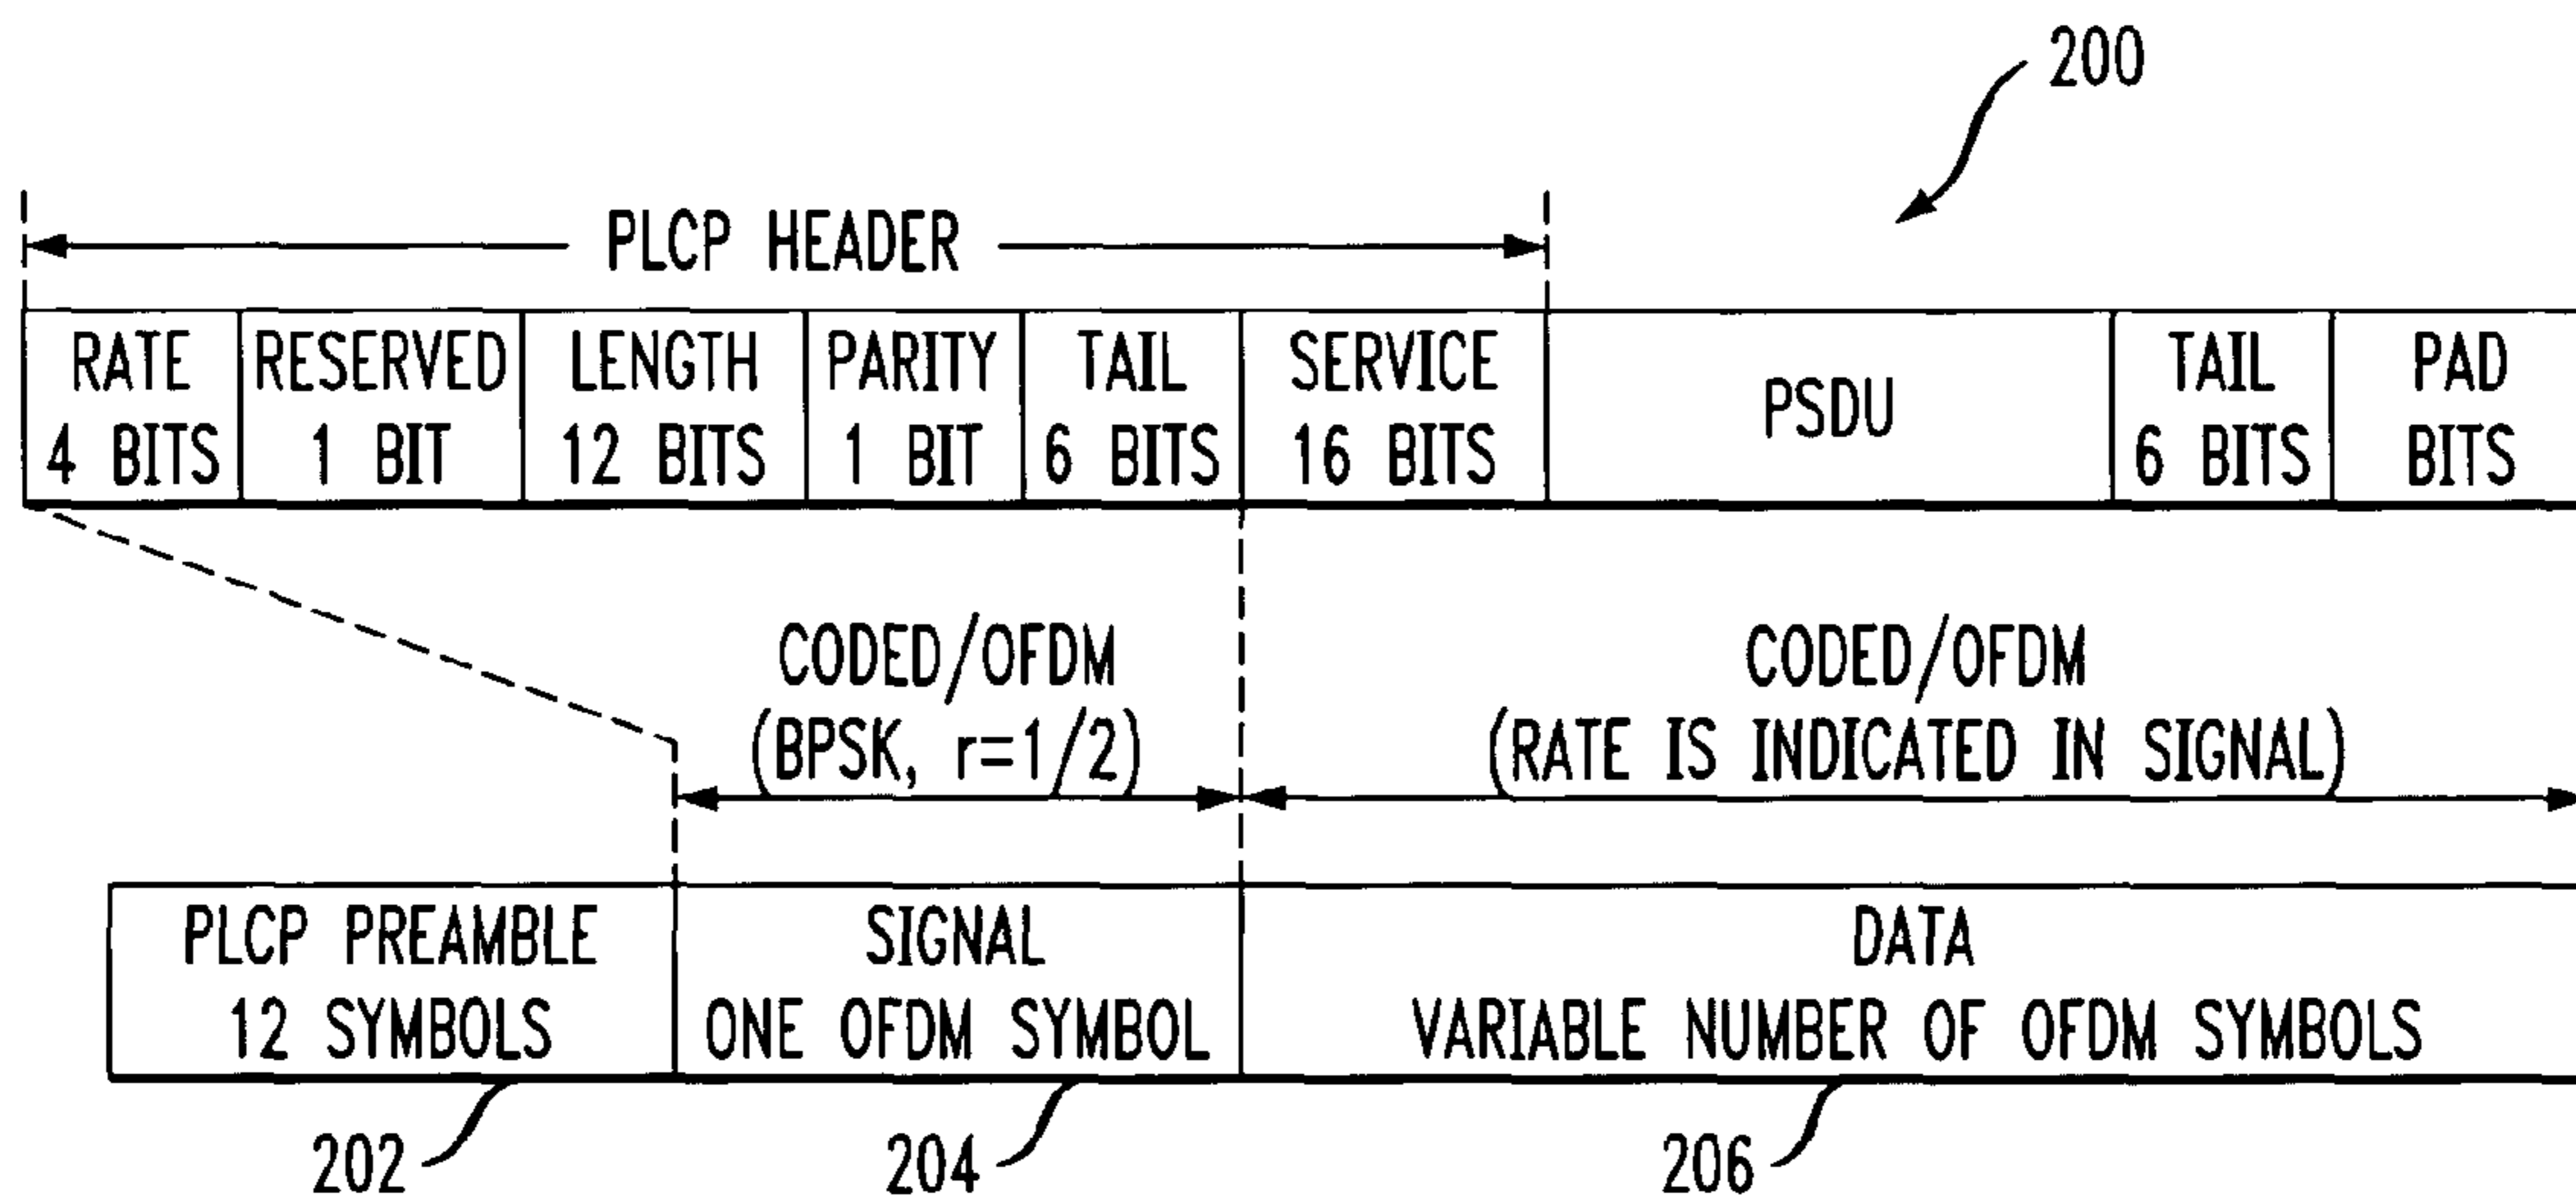 200
PLCP HEADER
RATE 4 BITS
RESERVED 1 BIT
LENGTH 12 BITS
PARITY 1 BIT
TAIL 6 BITS
SERVICE 16 BITS
PSDU
TAIL 6 BITS
PAD BITS
CODED/OFDM
(BPSK, r=1/2)
CODED/OFDM
(RATE IS INDICATED IN SIGNAL)
PLCP PREAMBLE
12 SYMBOLS
SIGNAL
ONE OFDM SYMBOL
DATA
VARIABLE NUMBER OF OFDM SYMBOLS
202
204
206